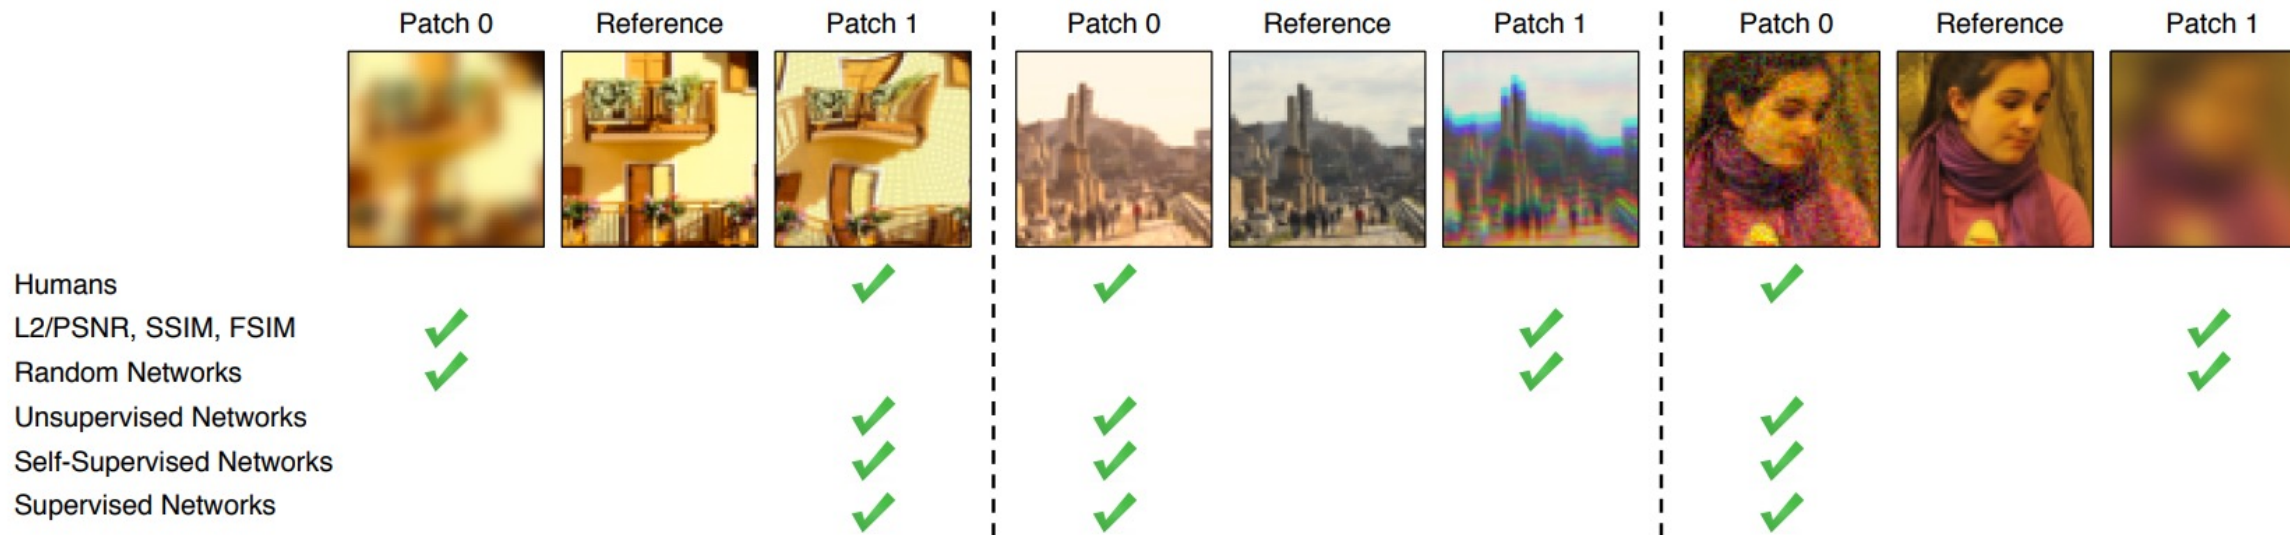 Patch 0 Reference Patch 1 Patch 0 Reference Patch 1 Patch 0 Reference Patch 1
Humans
L2/PSNR, SSIM, FSIM
Random Networks
Unsupervised Networks
Self-Supervised Networks
Supervised Networks